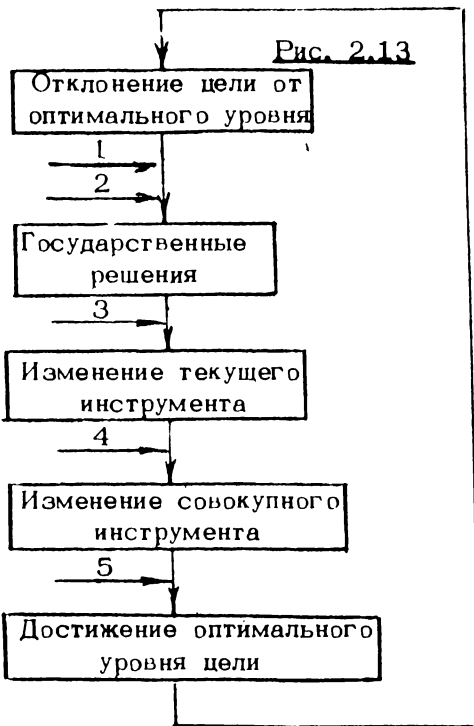 Рис. 2.13
Отклонение цели от
оптимального уровня
1
2
Государственные
решения
3
Изменение текущего
инструмента
4
Изменение совокупного
инструмента
5
Достижение оптимального
уровня цели